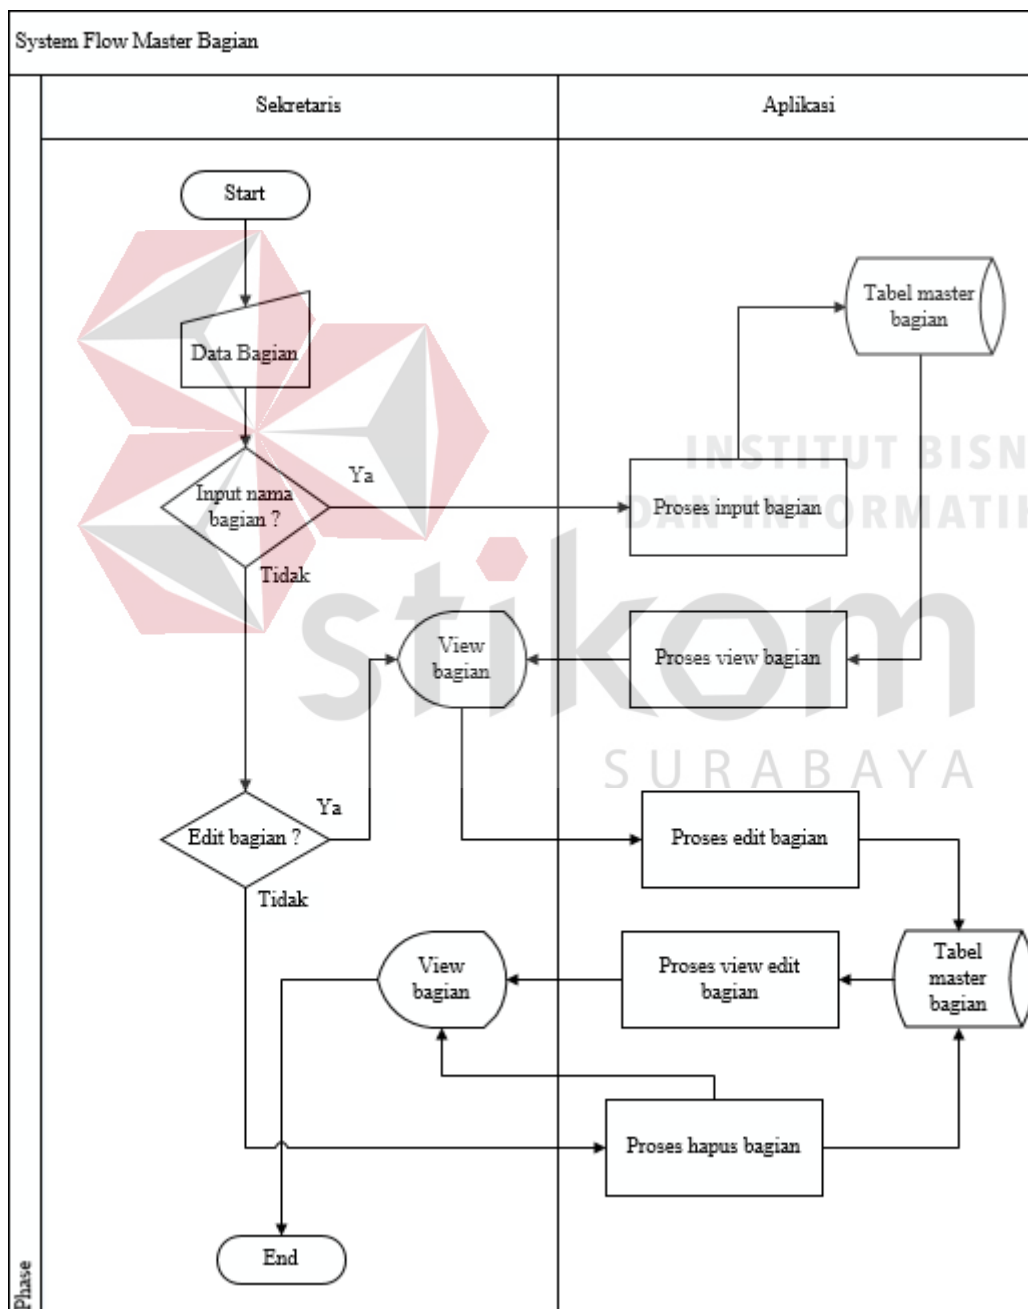 System Flow Master Bagian
Sekretaris
Aplikasi
Start
Tabel master
bagian
Data Bagian
Ya
Input nama
bagian ?
Proses input bagian
Tidak
INSTITUT BISN
DAN INFORMATIK
stikom
SURABAYA
View
bagian
Proses view bagian
Ya
Edit bagian ?
Proses edit bagian
Tidak
View
bagian
Proses view edit
bagian
Tabel
master
bagian
Proses hapus bagian
End
Phase